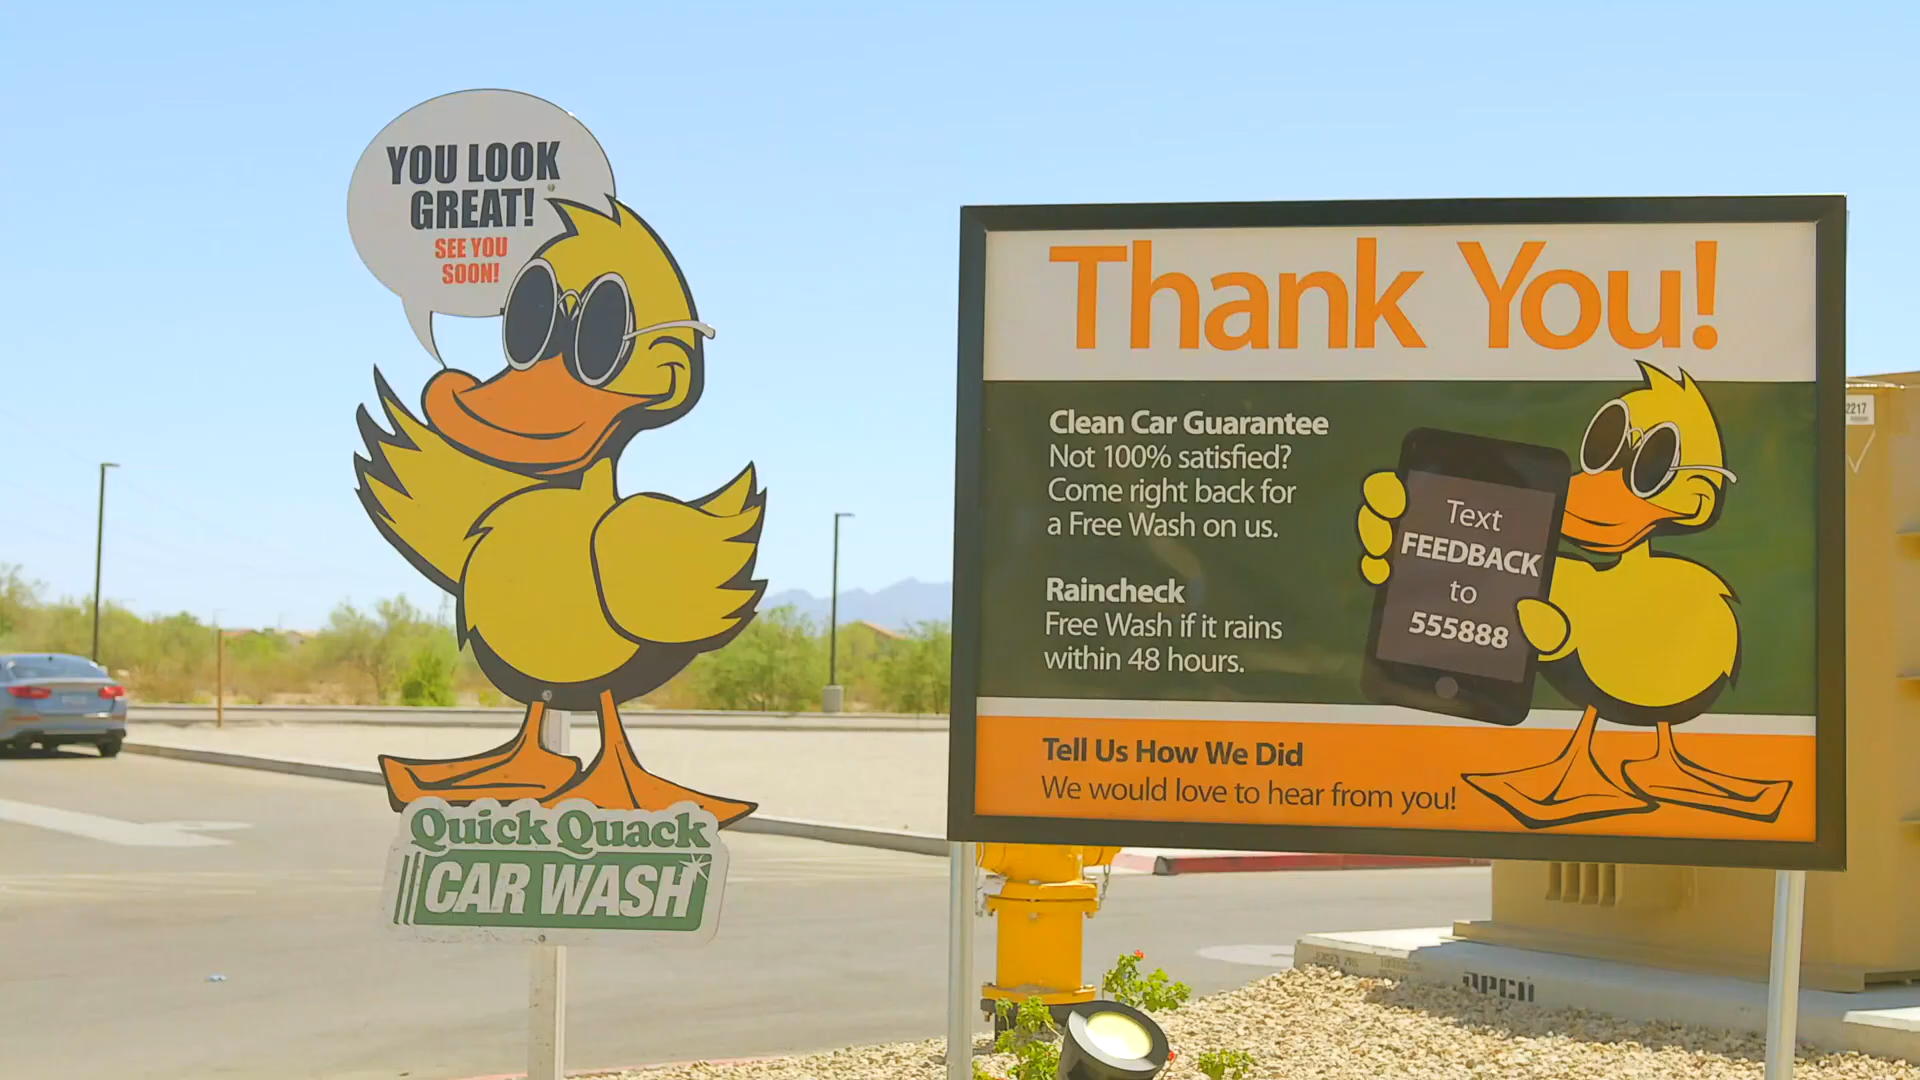 YOU LOOK
GREAT!
SEE YOU
SOON!
Quick Quack
CAR WASH
Thank You!
Clean Car Guarantee
Not 100% satisfied?
Come right back for
a Free Wash on us.
Raincheck
Free Wash if it rains
within 48 hours.
Text
FEEDBACK
to
555888
Tell Us How We Did
We would love to hear from you!
2217